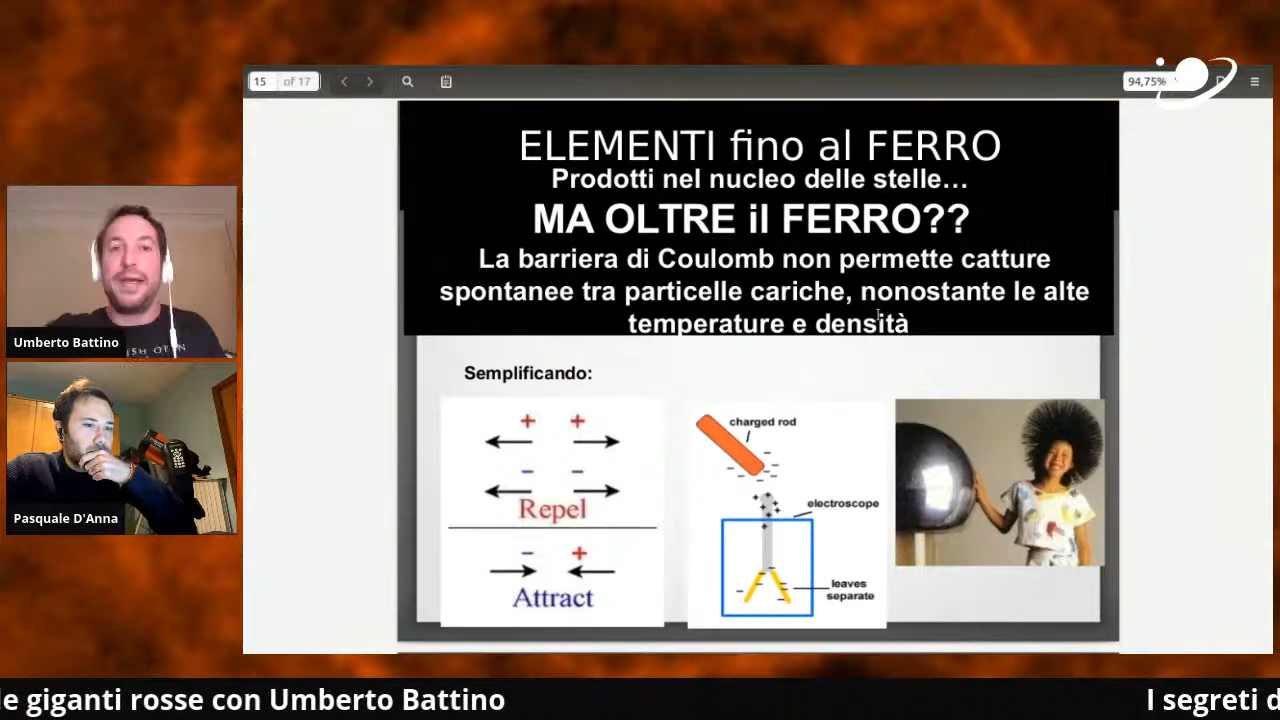 15 of 17
94,75%
ELEMENTI fino al FERRO
Prodotti nel nucleo delle stelle…
MA OLTRE il FERRO??
La barriera di Coulomb non permette catture
spontanee tra particelle cariche, nonostante le alte
temperature e densità
Semplificando:
+ +
- -
Repel
- +
Attract
charged rod
electroscope
leaves
separate
Umberto Battino
Pasquale D'Anna
le giganti rosse con Umberto Battino
I segreti d